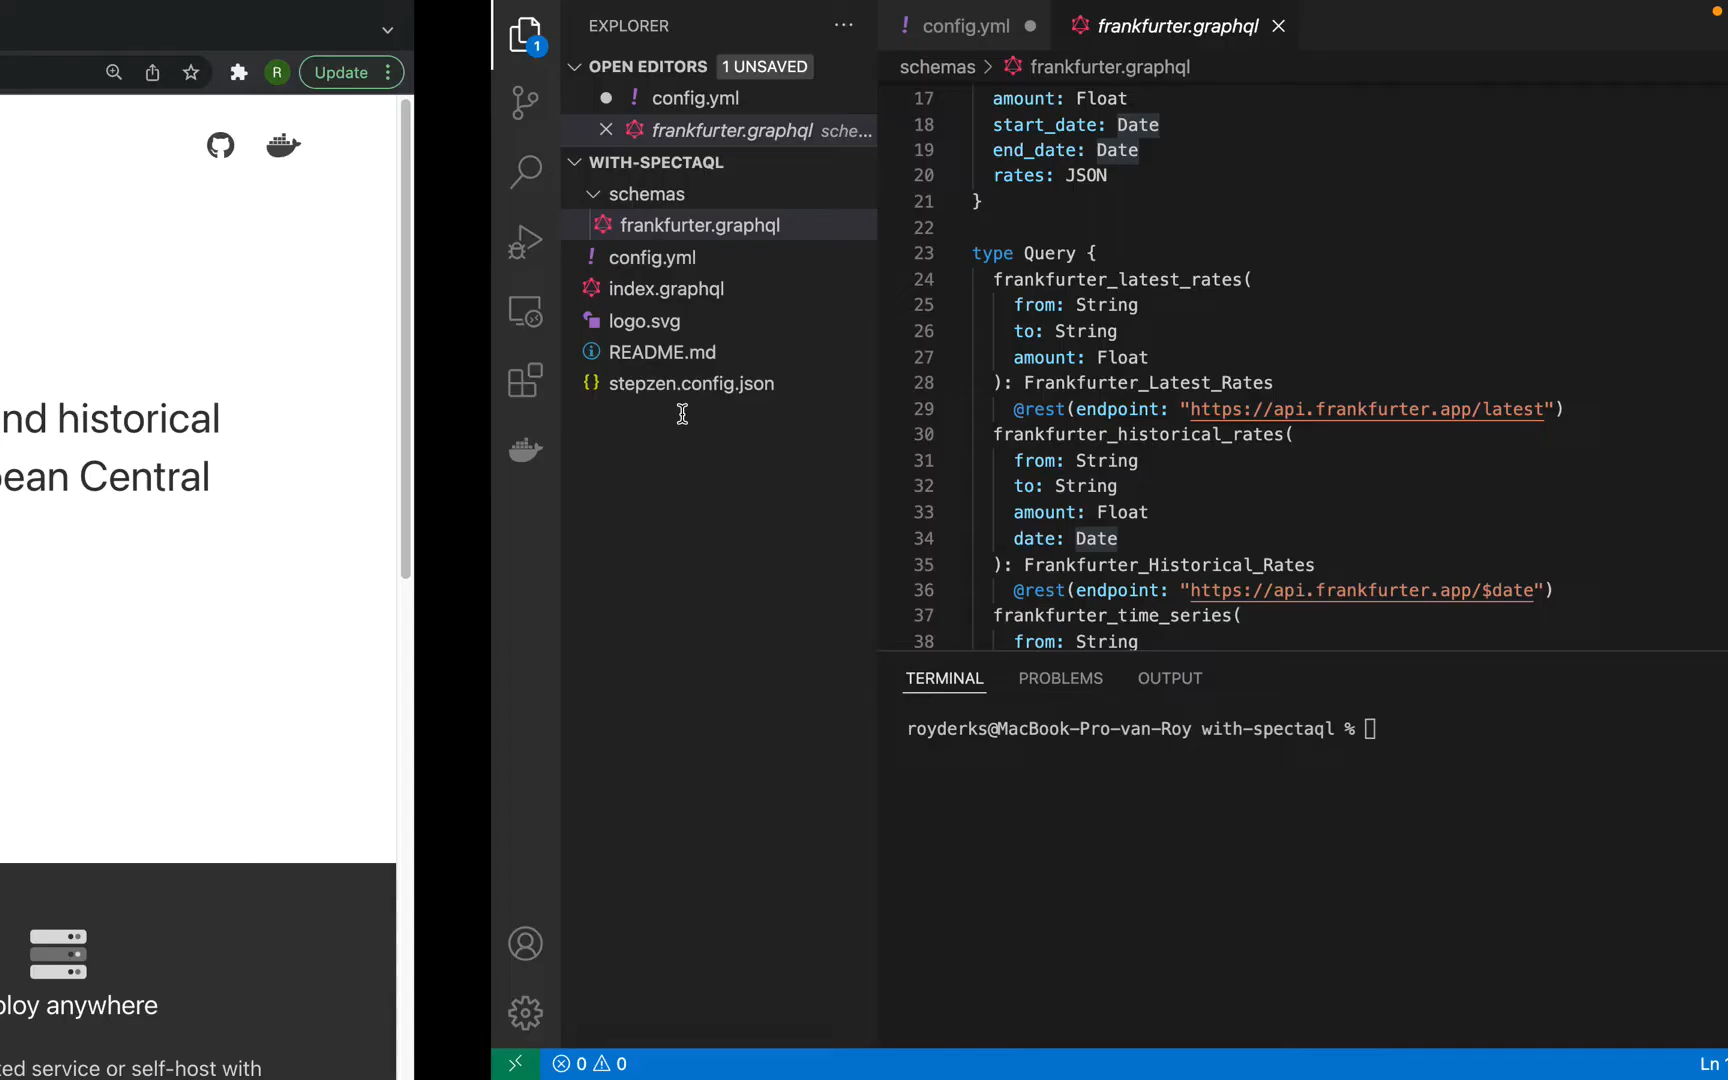 R
Update
nd historical
ean Central
loy anywhere
ted service or self-host with
1
EXPLORER
OPEN EDITORS 1 UNSAVED
config.yml
frankfurter.graphql sche...
WITH-SPECTAQL
schemas
frankfurter.graphql
config.yml
index.graphql
logo.svg
README.md
stepzen.config.json
config.yml
frankfurter.graphql
schemas > frankfurter.graphql
17 amount: Float
18 start_date: Date
19 end_date: Date
20 rates: JSON
21 }
22
23 type Query {
24 frankfurter_latest_rates(
25 from: String
26 to: String
27 amount: Float
28 ): Frankfurter_Latest_Rates
29 @rest(endpoint: "https://api.frankfurter.app/latest")
30 frankfurter_historical_rates(
31 from: String
32 to: String
33 amount: Float
34 date: Date
35 ): Frankfurter_Historical_Rates
36 @rest(endpoint: "https://api.frankfurter.app/$date")
37 frankfurter_time_series(
38 from: String
TERMINAL PROBLEMS OUTPUT
royderks@MacBook-Pro-van-Roy with-spectaql %
0 0
Ln